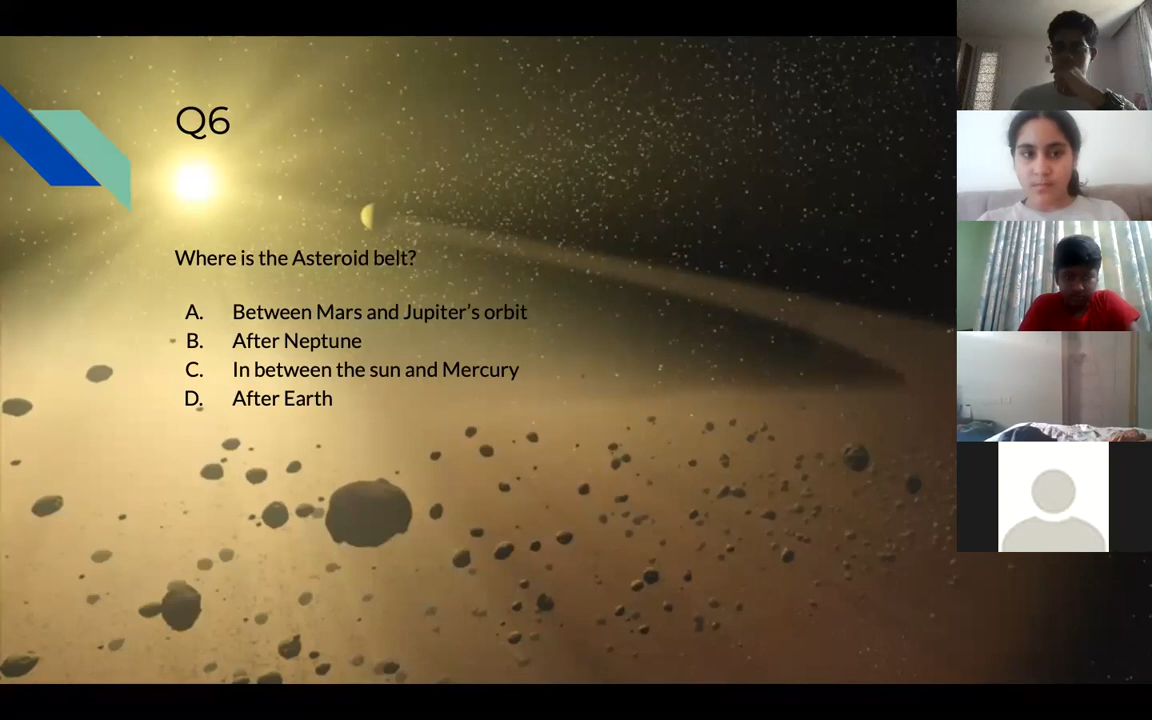 Q6
Where is the Asteroid belt?
A. Between Mars and Jupiter's orbit
B. After Neptune
C. In between the sun and Mercury
D. After Earth